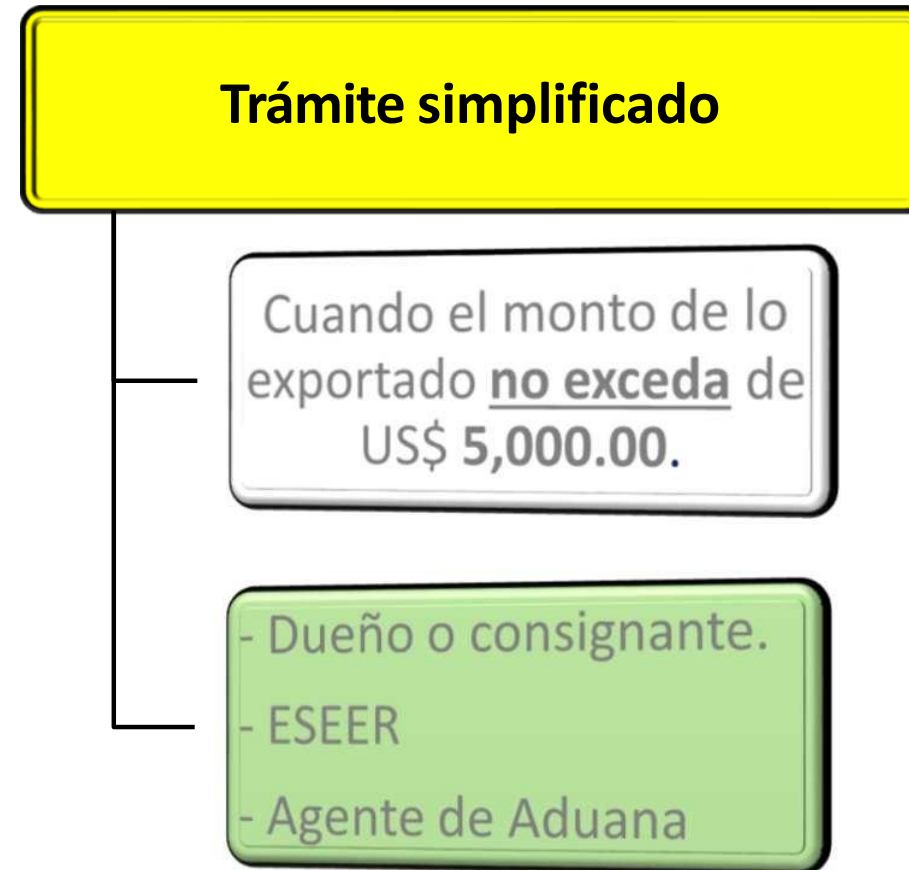 Trámite simplificado
Cuando el monto de lo
exportado no exceda de
US$ 5,000.00.
- Dueño o consignante.
- ESEER
- Agente de Aduana